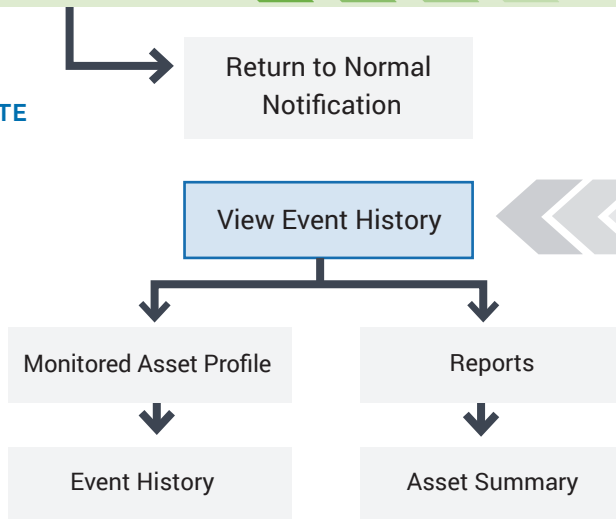 Return to Normal
Notification
TE
View Event History
Monitored Asset Profile
Reports
Event History
Asset Summary